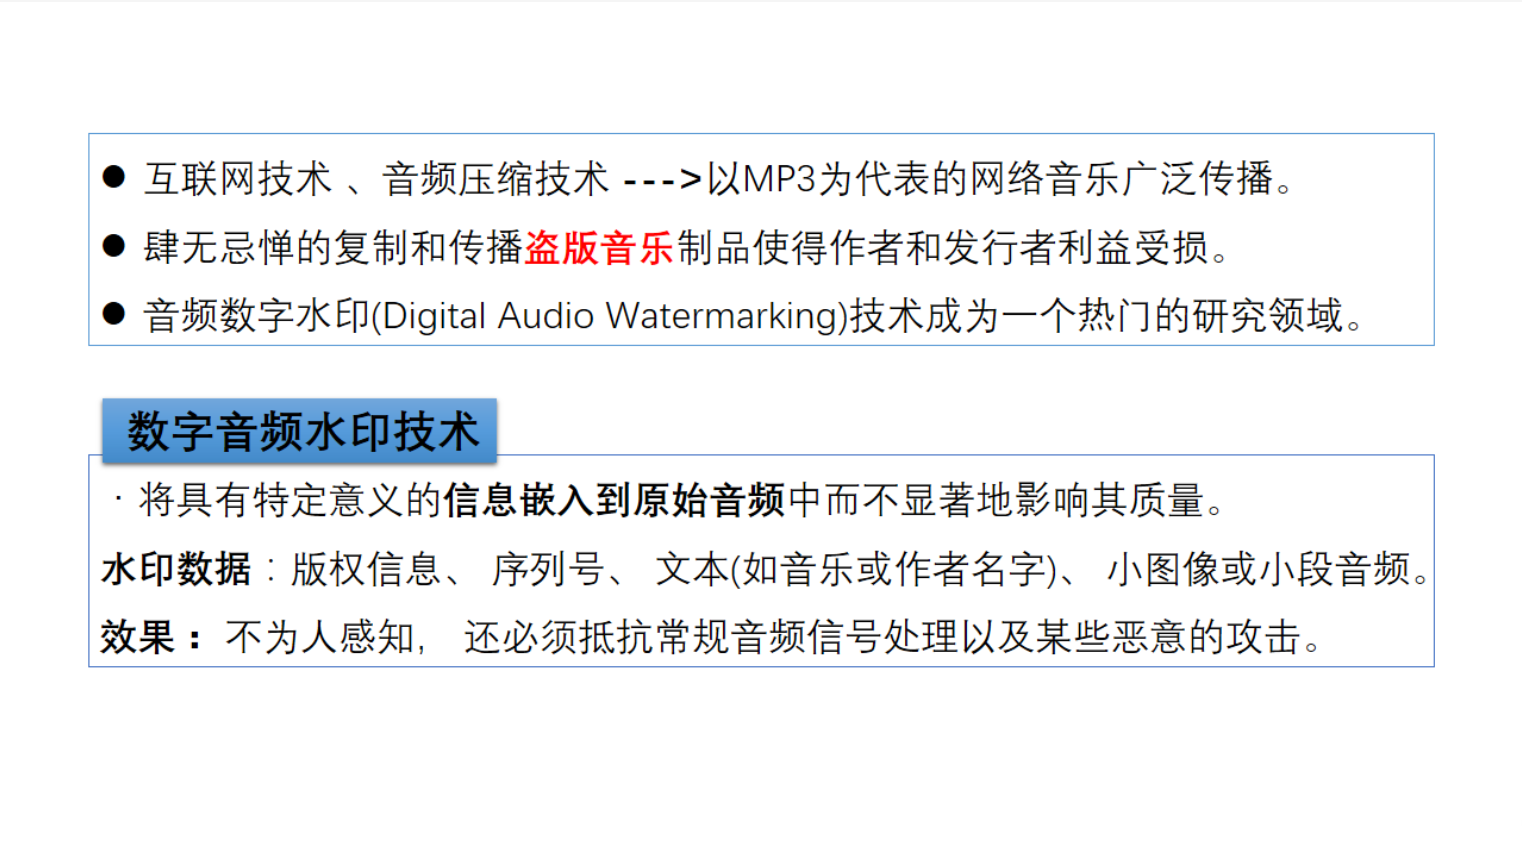 ● 互联网技术 、音频压缩技术 --->以MP3为代表的网络音乐广泛传播。
● 肆无忌惮的复制和传播盗版音乐制品使得作者和发行者利益受损。
● 音频数字水印(Digital Audio Watermarking)技术成为一个热门的研究领域。
数字音频水印技术
· 将具有特定意义的信息嵌入到原始音频中而不显著地影响其质量。
水印数据：版权信息、 序列号、 文本(如音乐或作者名字)、 小图像或小段音频。
效果： 不为人感知， 还必须抵抗常规音频信号处理以及某些恶意的攻击。